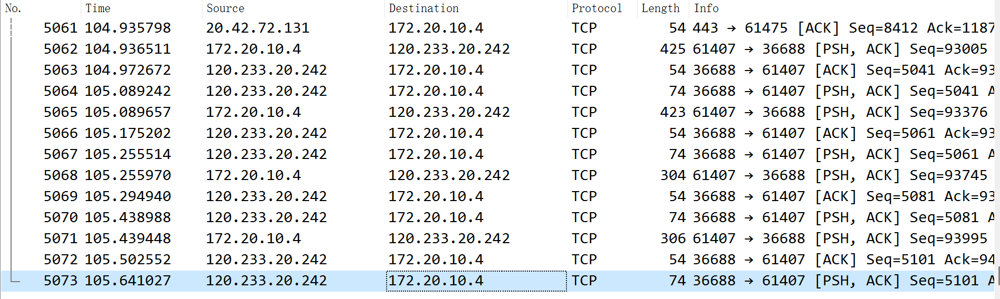 No. Time Source Destination Protocol Length Info
5061 104.935798 20.42.72.131 172.20.10.4 TCP 54 443 → 61475 [ACK] Seq=8412 Ack=1187
5062 104.936511 172.20.10.4 120.233.20.242 TCP 425 61407 → 36688 [PSH, ACK] Seq=93005
5063 104.972672 120.233.20.242 172.20.10.4 TCP 54 36688 → 61407 [ACK] Seq=5041 Ack=93
5064 105.089242 120.233.20.242 172.20.10.4 TCP 74 36688 → 61407 [PSH, ACK] Seq=5041 A
5065 105.089657 172.20.10.4 120.233.20.242 TCP 423 61407 → 36688 [PSH, ACK] Seq=93376
5066 105.175202 120.233.20.242 172.20.10.4 TCP 54 36688 → 61407 [ACK] Seq=5061 Ack=93
5067 105.255514 120.233.20.242 172.20.10.4 TCP 74 36688 → 61407 [PSH, ACK] Seq=5061 A
5068 105.255970 172.20.10.4 120.233.20.242 TCP 304 61407 → 36688 [PSH, ACK] Seq=93745
5069 105.294940 120.233.20.242 172.20.10.4 TCP 54 36688 → 61407 [ACK] Seq=5081 Ack=93
5070 105.438988 120.233.20.242 172.20.10.4 TCP 74 36688 → 61407 [PSH, ACK] Seq=5081 A
5071 105.439448 172.20.10.4 120.233.20.242 TCP 306 61407 → 36688 [PSH, ACK] Seq=93995
5072 105.502552 120.233.20.242 172.20.10.4 TCP 54 36688 → 61407 [ACK] Seq=5101 Ack=94
5073 105.641027 120.233.20.242 172.20.10.4 TCP 74 36688 → 61407 [PSH, ACK] Seq=5101 A